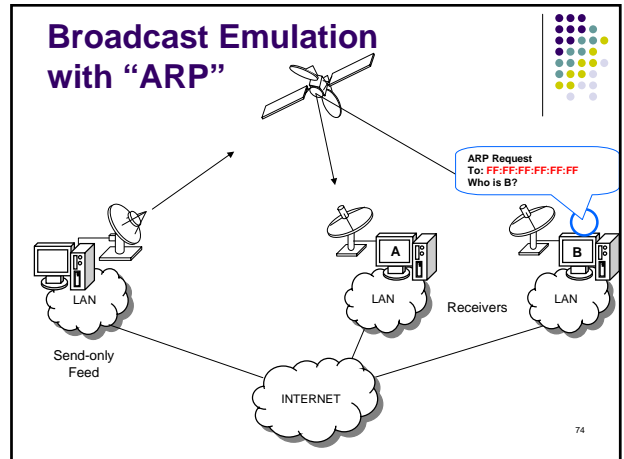 Broadcast Emulation
with “ARP”
ARP Request
To: FF:FF:FF:FF:FF:FF
Who is B?
A
B
LAN
LAN
Receivers
LAN
Send-only
Feed
INTERNET
74